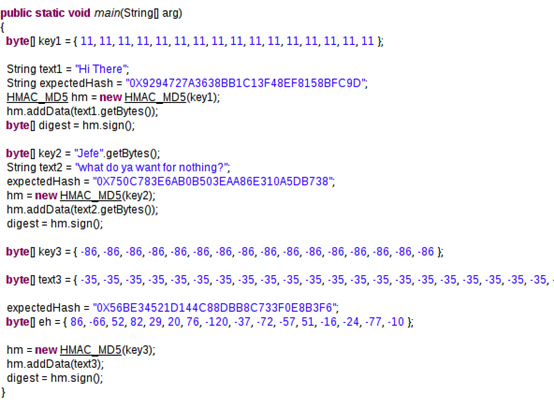 public static void main(String[] arg)
{
byte[] key1 = { 11, 11, 11, 11, 11, 11, 11, 11, 11, 11, 11, 11, 11, 11, 11, 11 };
String text1 = "Hi There";
String expectedHash = "0X9294727A3638BB1C13F48EF8158BFC9D";
HMAC_MD5 hm = new HMAC_MD5(key1);
hm.addData(text1.getBytes());
byte[] digest = hm.sign();
byte[] key2 = "Jefe".getBytes();
String text2 = "what do ya want for nothing?";
expectedHash = "0X750C783E6AB0B503EAA86E310A5DB738";
hm = new HMAC_MD5(key2);
hm.addData(text2.getBytes());
digest = hm.sign();
byte[] key3 = { -86, -86, -86, -86, -86, -86, -86, -86, -86, -86, -86, -86, -86, -86, -86, -86 };
byte[] text3 = { -35, -35, -35, -35, -35, -35, -35, -35, -35, -35, -35, -35, -35, -35, -35, -35, -35, -35, -35, -35, -35, -
expectedHash = "0X56BE34521D144C88DBB8C733F0E8B3F6";
byte[] eh = { 86, -66, 52, 82, 29, 20, 76, -120, -37, -72, -57, 51, -16, -24, -77, -10 };
hm = new HMAC_MD5(key3);
hm.addData(text3);
digest = hm.sign();
}